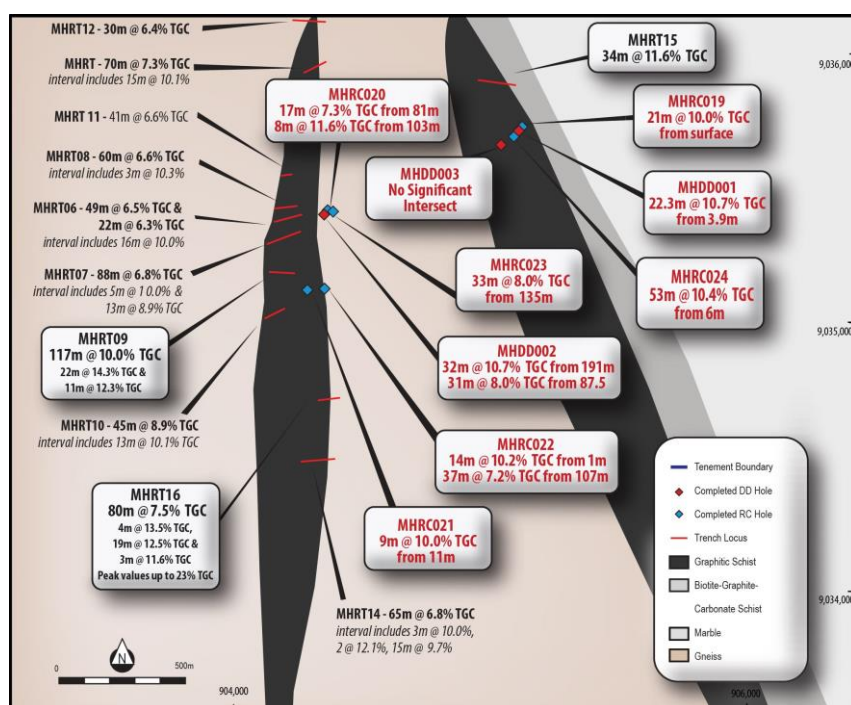 MHRT12 - 30m @ 6.4% TGC
MHRT - 70m @ 7.3% TGC
interval includes 15m @ 10.1%
MHRT 11 - 41m @ 6.6% TGC
MHRT08 - 60m @ 6.6% TGC
interval includes 3m @ 10.3%
MHRT06 - 49m @ 6.5% TGC &
22m @ 6.3% TGC
interval includes 16m @ 10.0%
MHRT07 - 88m @ 6.8% TGC
interval includes 5m @ 1 0.0% &
13m @ 8.9% TGC
MHRT09
117m @ 10.0% TGC
22m @ 14.3% TGC &
11m @ 12.3% TGC
MHRT10 - 45m @ 8.9% TGC
interval includes 13m @ 10.1% TGC
MHRT16
80m @ 7.5% TGC
4m @ 13.5% TGC,
19m @ 12.5% TGC &
3m @ 11.6% TGC
Peak values up to 23% TGC
MHRC020
17m @ 7.3% TGC from 81m
8m @ 11.6% TGC from 103m
MHDD003
No Significant
Intersect
MHRT15
34m @ 11.6% TGC
MHRC019
21m @ 10.0% TGC
from surface
MHDD001
22.3m @ 10.7% TGC
from 3.9m
MHRC024
53m @ 10.4% TGC
from 6m
MHRC023
33m @ 8.0% TGC
from 135m
MHDD002
32m @ 10.7% TGC from 191m
31m @ 8.0% TGC from 87.5
MHRC022
14m @ 10.2% TGC from 1m
37m @ 7.2% TGC from 107m
MHRC021
9m @ 10.0% TGC
from 11m
MHRT14 - 65m @ 6.8% TGC
interval includes 3m @ 10.0%,
2 @ 12.1%, 15m @ 9.7%
9,036,000
9,035,000
9,034,000
Tenement Boundary
Completed DD Hole
Completed RC Hole
Trench Locus
Graphitic Schist
Biotite-Graphite-
Carbonate Schist
Marble
Gneiss
N
0
500m
904,000
906,000